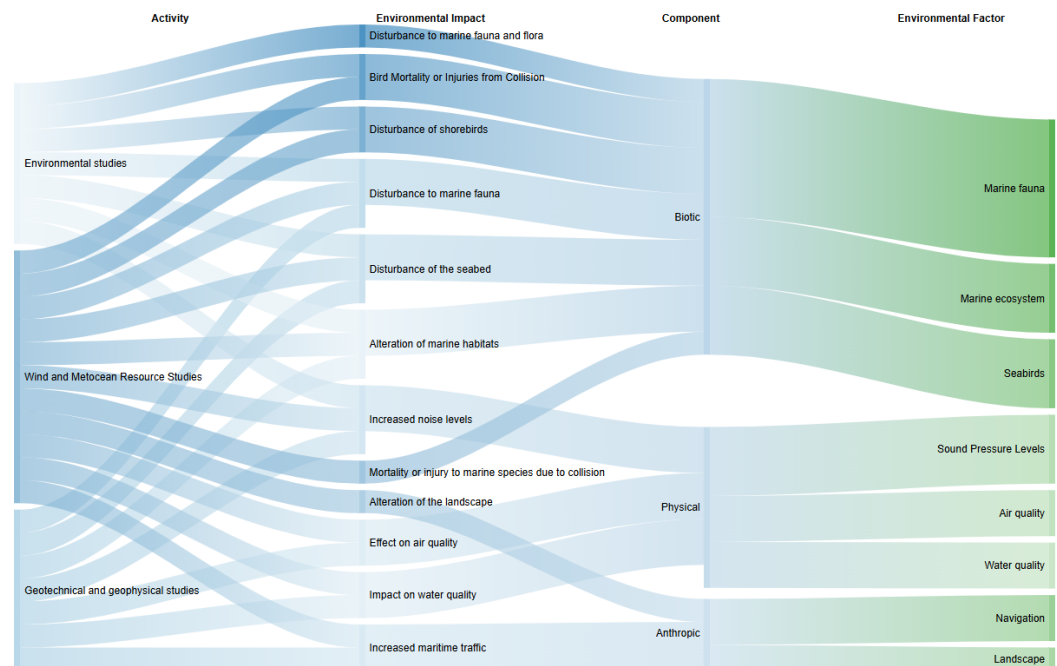 Activity
Environmental Impact
Component
Environmental Factor
Disturbance to marine fauna and flora
Bird Mortality or Injuries from Collision
Disturbance of shorebirds
Environmental studies
Disturbance to marine fauna
Marine fauna
Biotic
Disturbance of the seabed
Marine ecosystem
Alteration of marine habitats
Wind and Metocean Resource Studies
Seabirds
Increased noise levels
Sound Pressure Levels
Mortality or injury to marine species due to collision
Alteration of the landscape
Physical
Air quality
Effect on air quality
Water quality
Geotechnical and geophysical studies
Impact on water quality
Navigation
Anthropic
Increased maritime traffic
Landscape